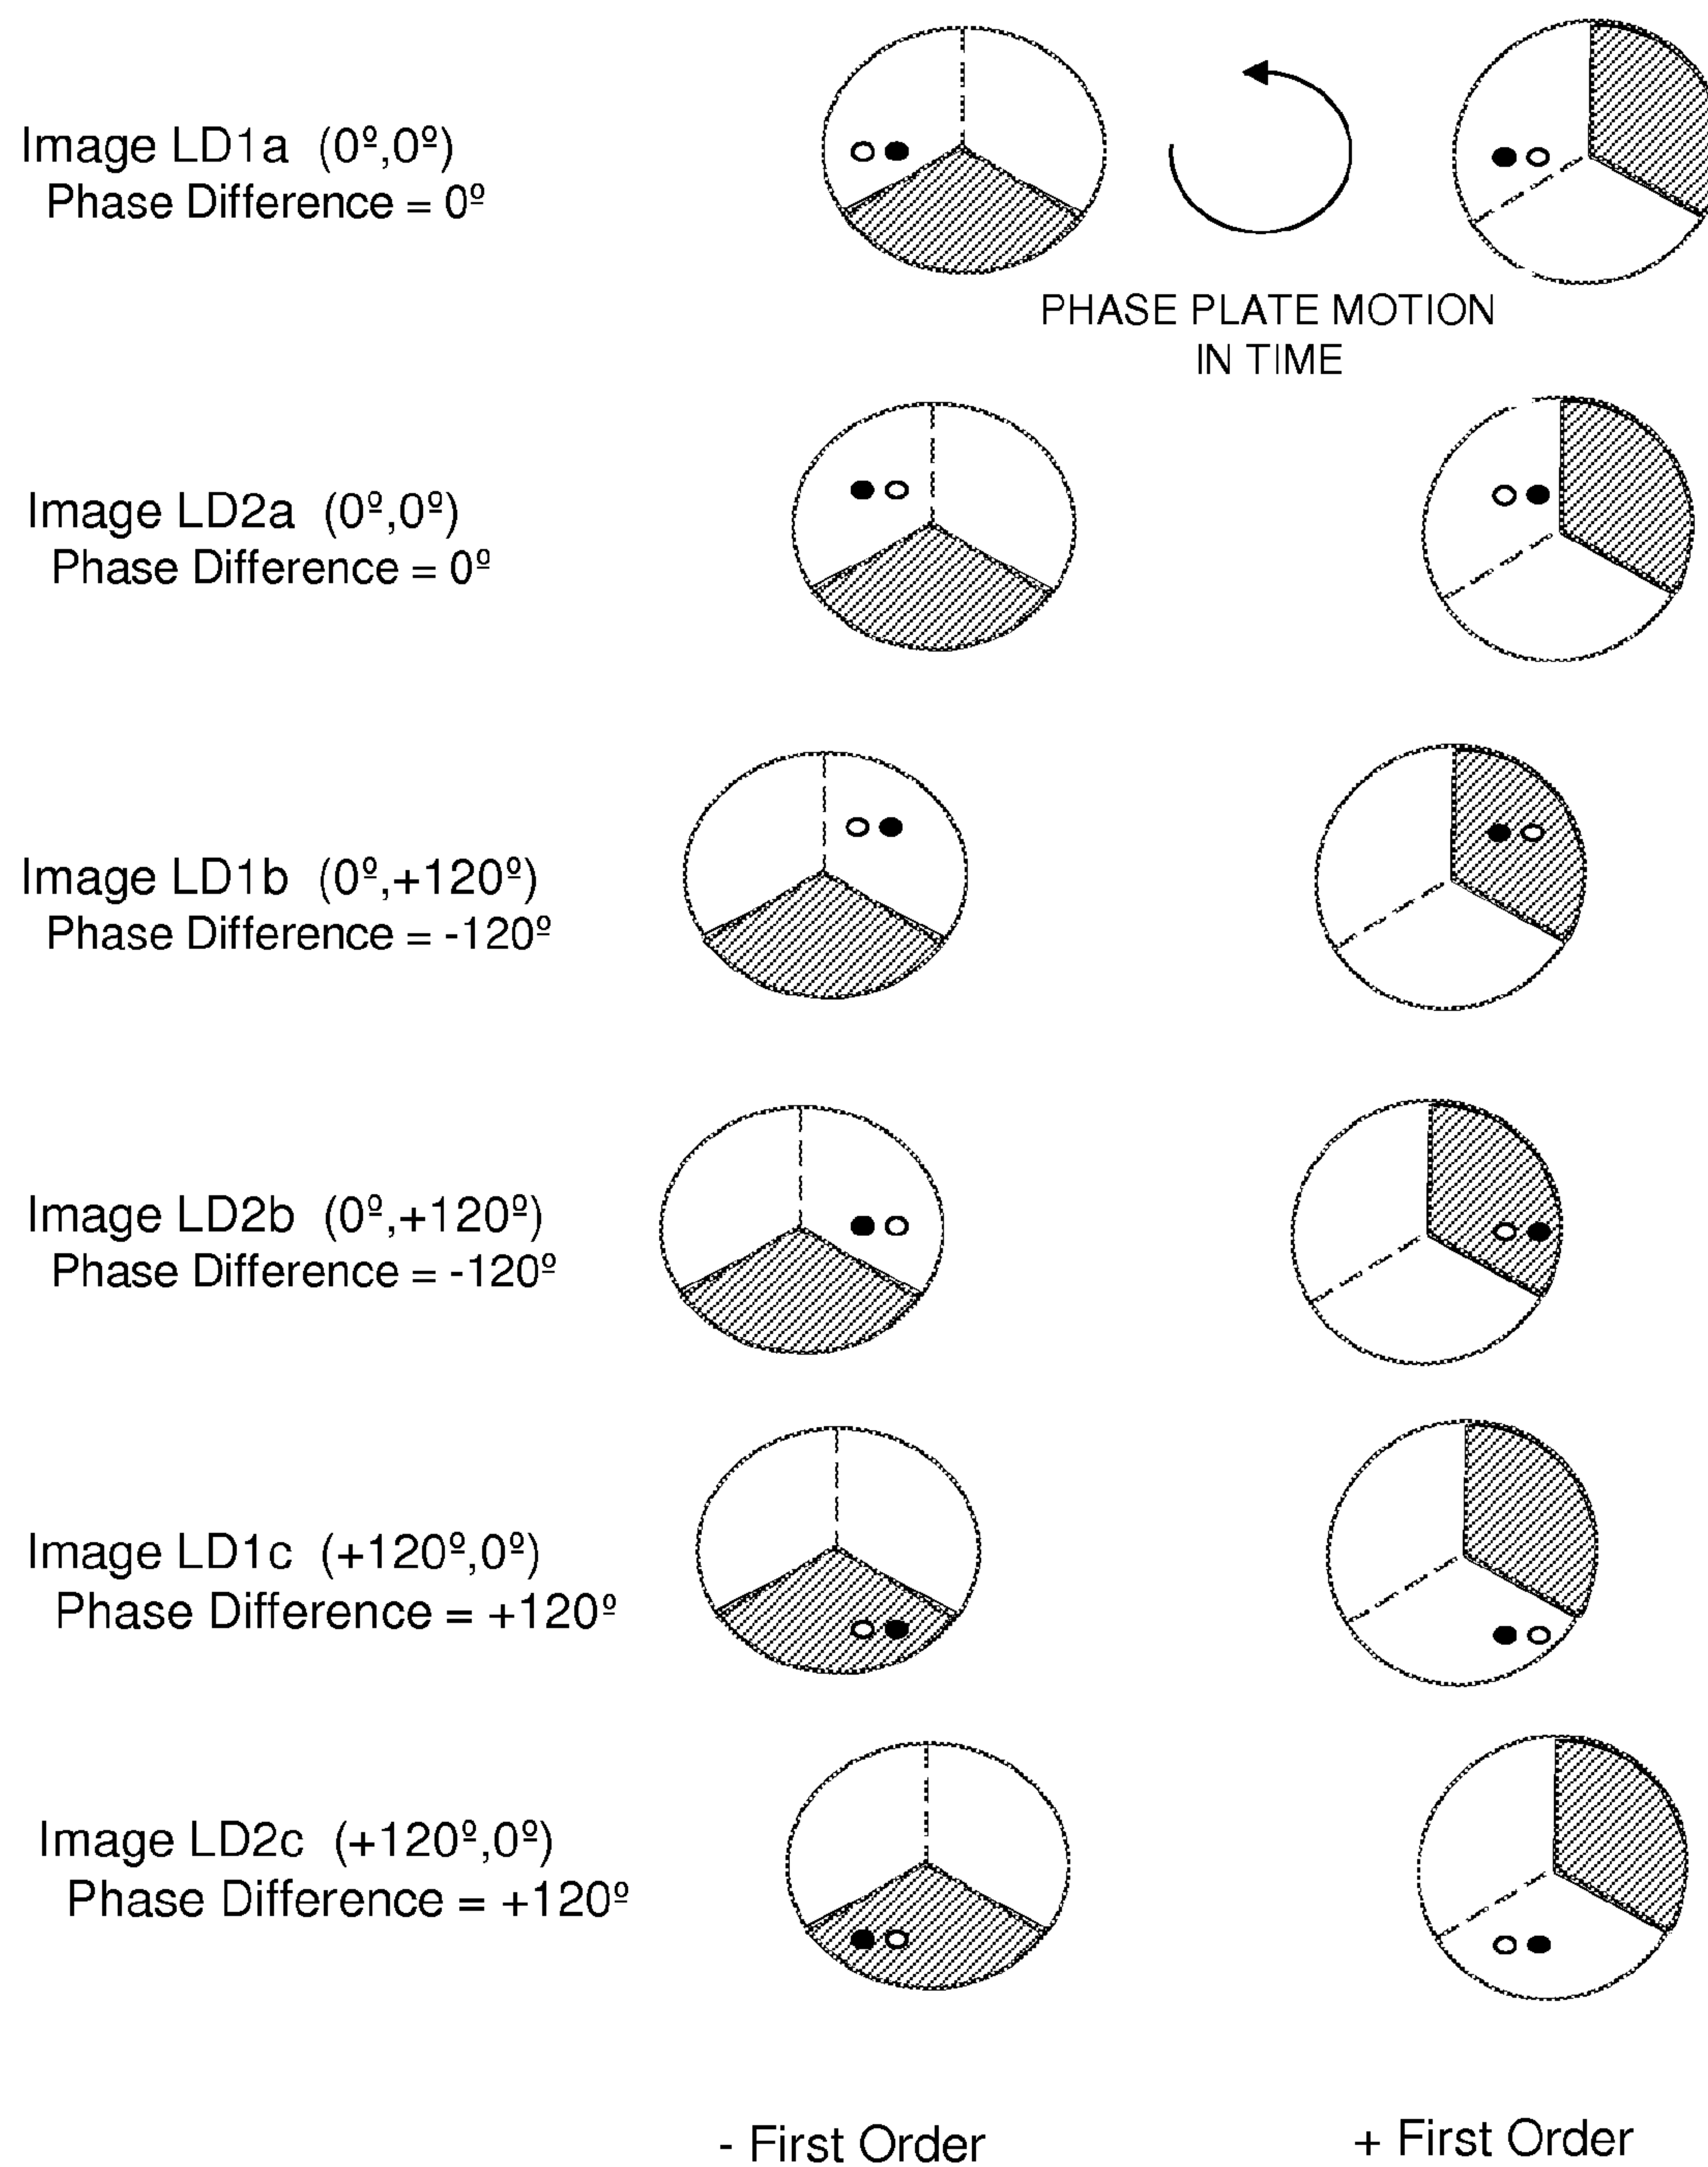 Image LD1a (0º,0º)
Phase Difference = 0º
PHASE PLATE MOTION
IN TIME
Image LD2a (0º,0º)
Phase Difference = 0º
Image LD1b (0º,+120º)
Phase Difference = -120º
Image LD2b (0º,+120º)
Phase Difference = -120º
Image LD1c (+120º,0º)
Phase Difference = +120º
Image LD2c (+120º,0º)
Phase Difference = +120º
- First Order
+ First Order